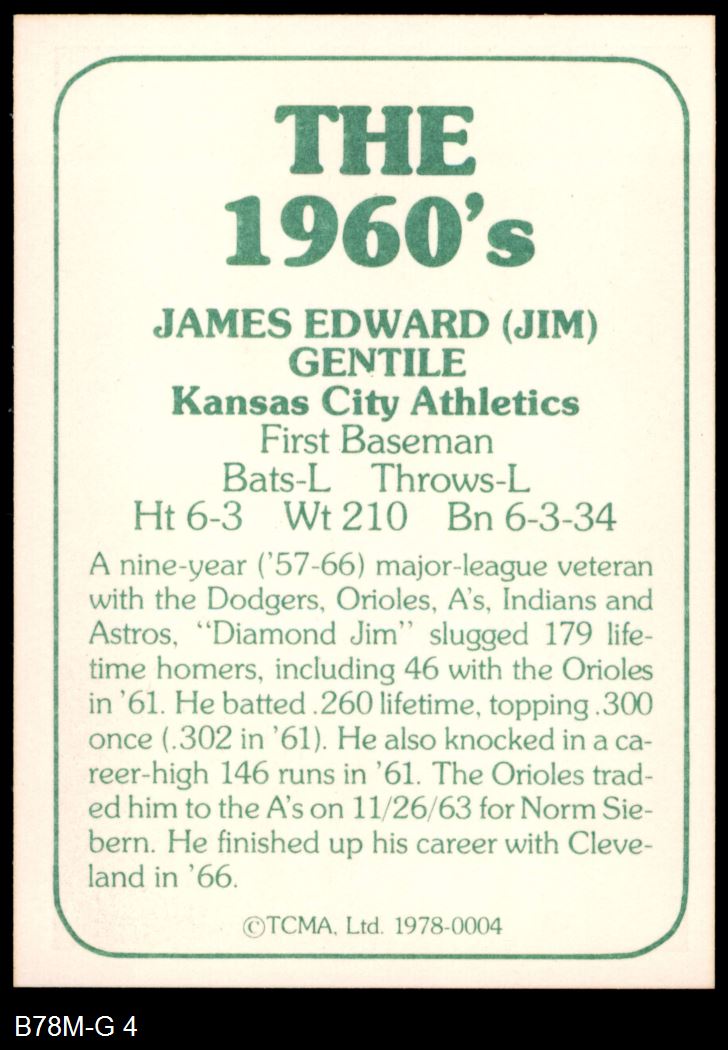 THE
1960's
JAMES EDWARD (JIM)
GENTILE
Kansas City Athletics
First Baseman
Bats-L Throws-L
Ht 6-3 Wt 210 Bn 6-3-34
A nine-year ('57-66) major-league veteran
with the Dodgers, Orioles, A's, Indians and
Astros, "Diamond Jim" slugged 179 life-
time homers, including 46 with the Orioles
in '61. He batted .260 lifetime, topping .300
once (.302 in '61). He also knocked in a ca-
reer-high 146 runs in '61. The Orioles trad-
ed him to the A's on 11/26/63 for Norm Sie-
bern. He finished up his career with Cleve-
land in '66.
©TCMA, Ltd. 1978-0004
B78M-G 4